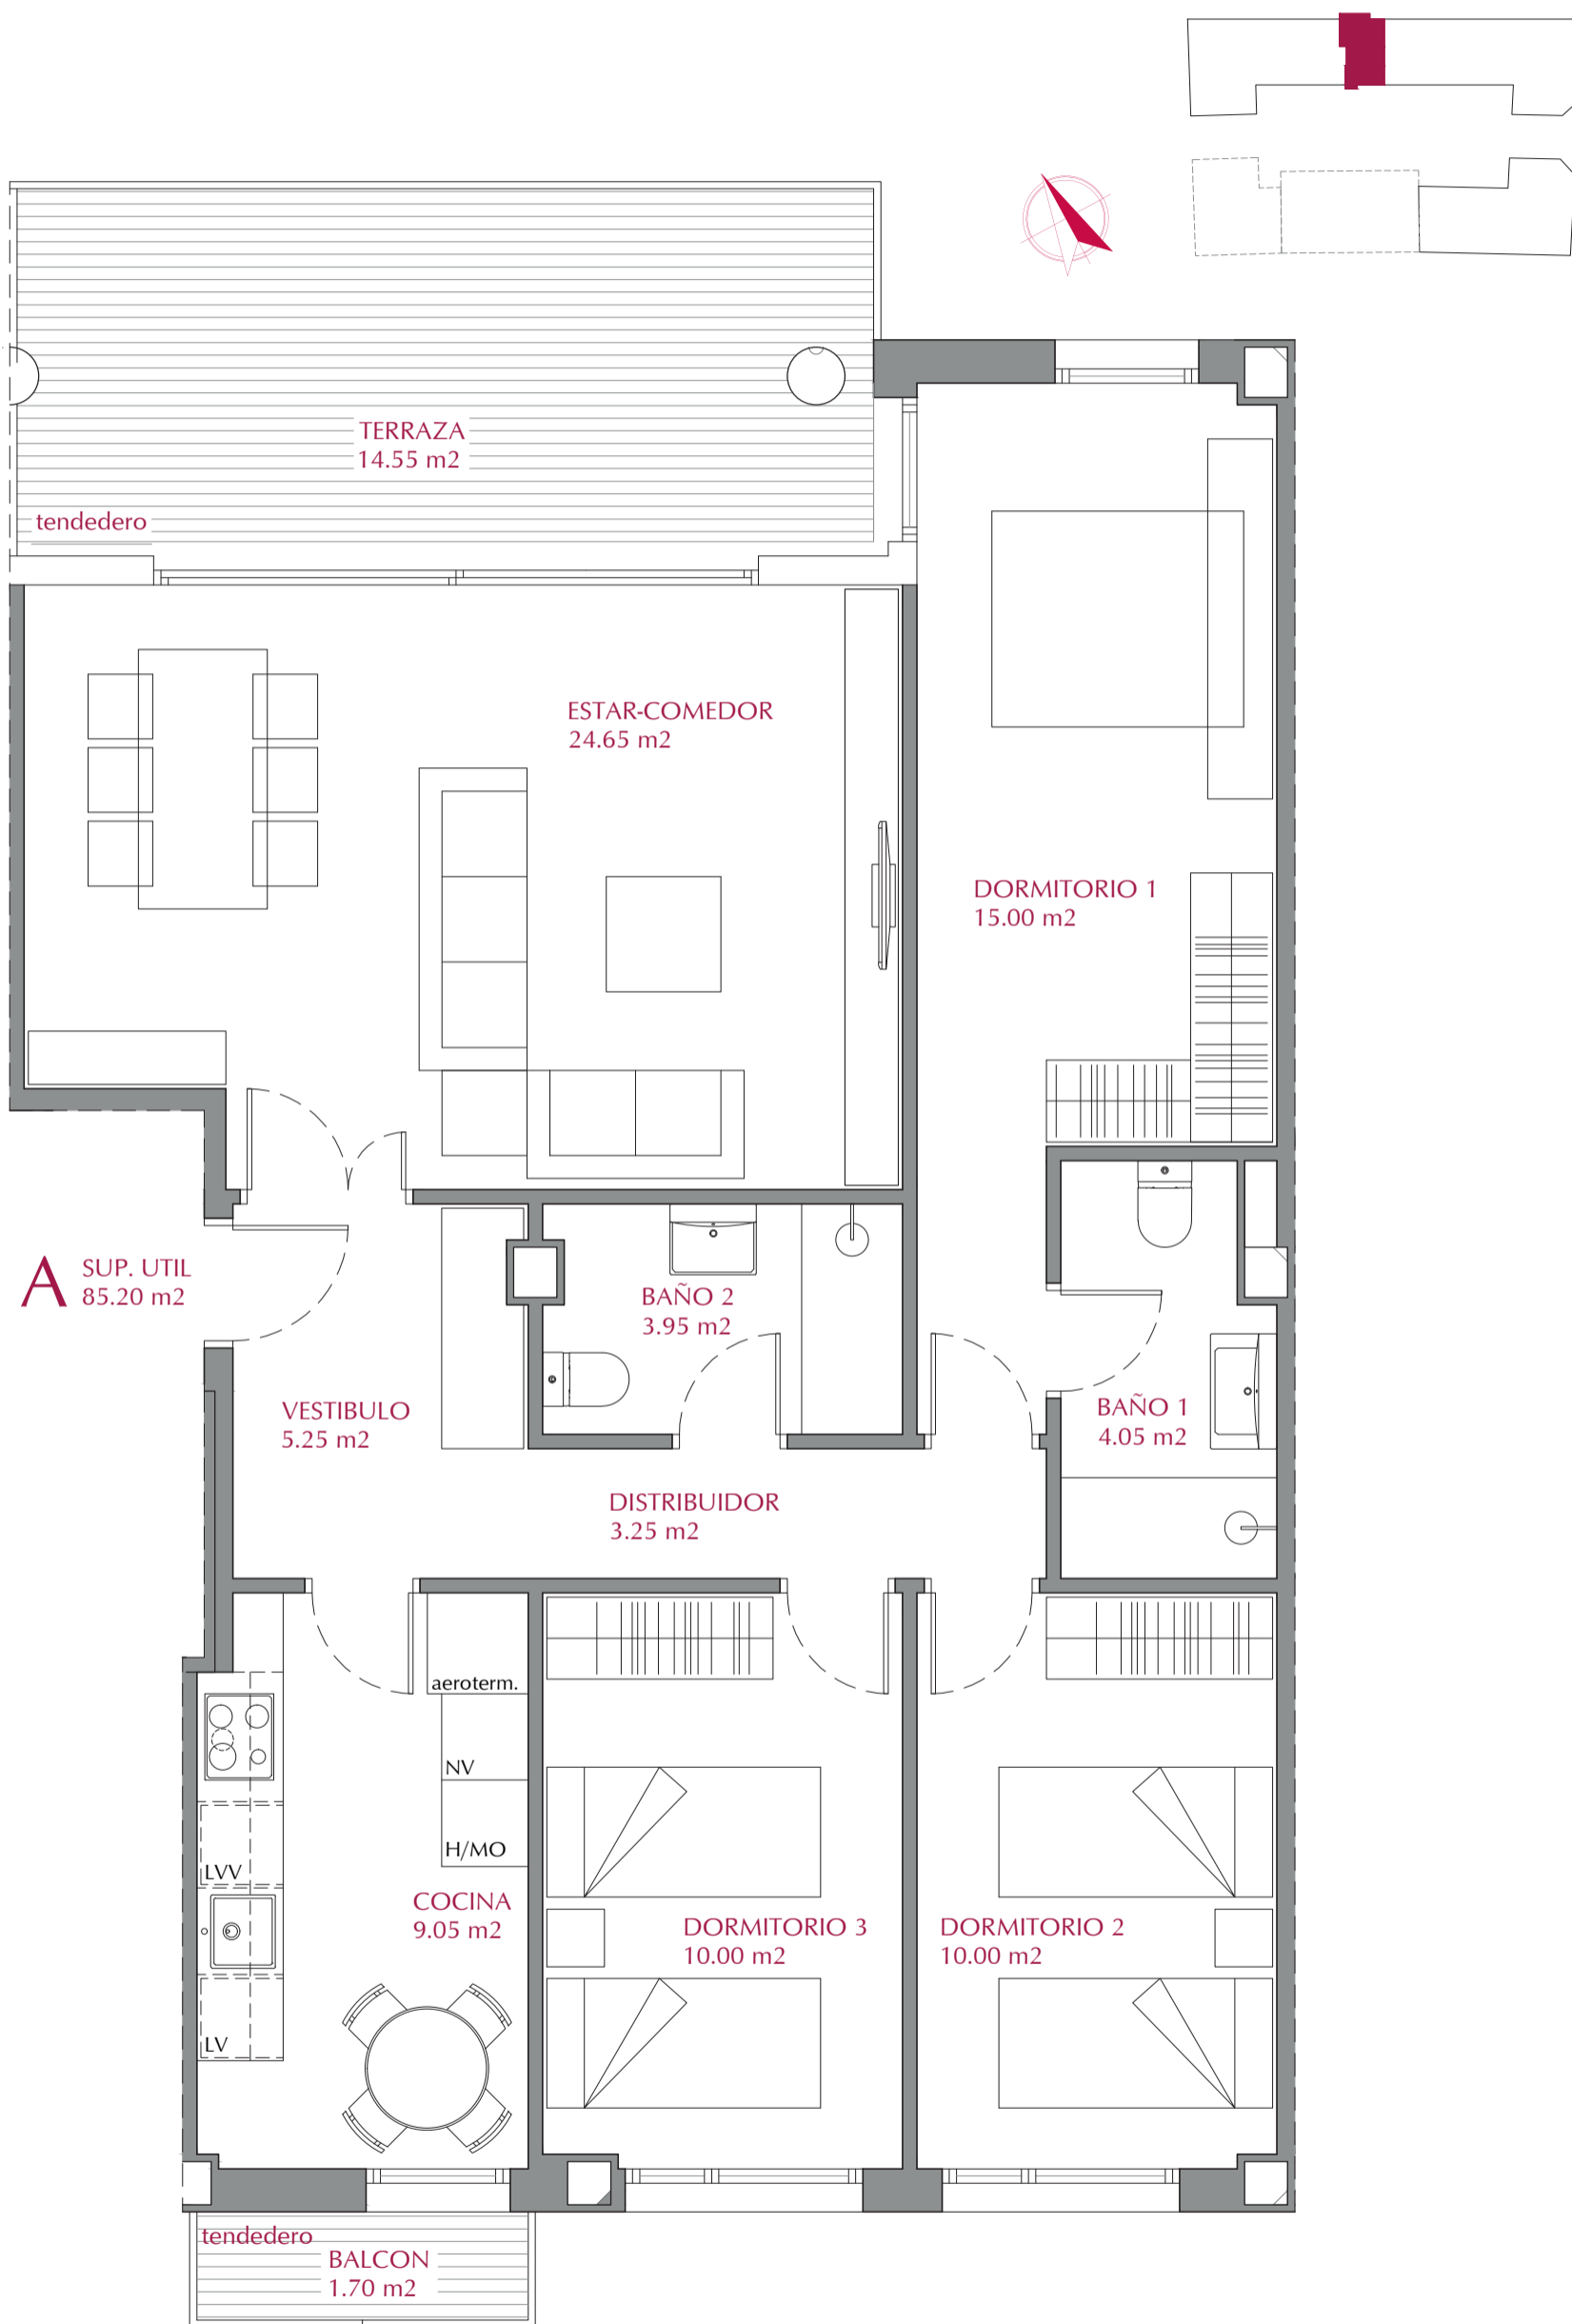 TERRAZA
14.55 m2
tendedero
ESTAR-COMEDOR
24.65 m2
DORMITORIO 1
15.00 m2
A
SUP. UTIL
85.20 m2
BAÑO 2
3.95 m2
VESTIBULO
5.25 m2
BAÑO 1
4.05 m2
DISTRIBUIDOR
3.25 m2
aeroterm.
NV
H/MO
LVV
COCINA
9.05 m2
DORMITORIO 3
10.00 m2
DORMITORIO 2
10.00 m2
LV
tendedero
BALCON
1.70 m2